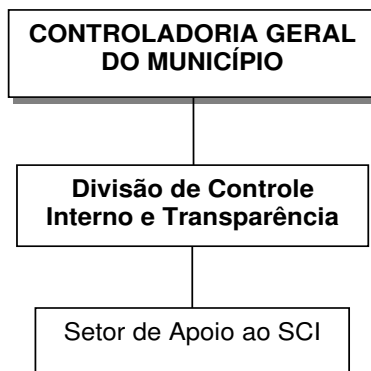 CONTROLADORIA GERAL
DO MUNICÍPIO
Divisão de Controle
Interno e Transparência
Setor de Apoio ao SCI